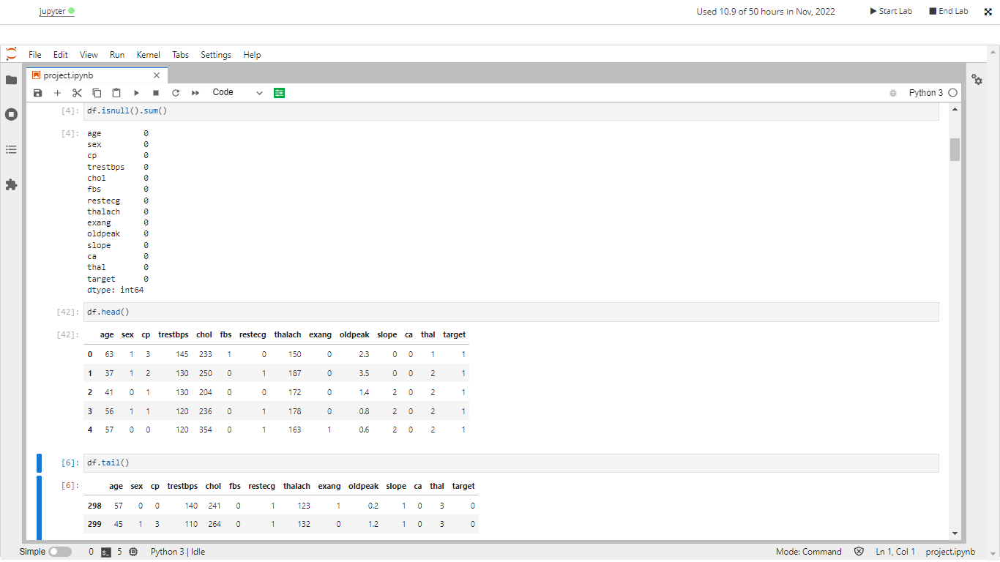 jupyter Used 10.9 of 50 hours in Nov, 2022 Start Lab End Lab
File Edit View Run Kernel Tabs Settings Help
project.ipynb
Code Python 3
[4]: df.isnull().sum()
[4]: age 0
sex 0
cp 0
trestbps 0
chol 0
fbs 0
restecg 0
thalach 0
exang 0
oldpeak 0
slope 0
ca 0
thal 0
target 0
dtype: int64
[42]: df.head()
[42]: age sex cp trestbps chol fbs restecg thalach exang oldpeak slope ca thal target
0 63 1 3 145 233 1 0 150 0 2.3 0 0 1 1
1 37 1 2 130 250 0 1 187 0 3.5 0 0 2 1
2 41 0 1 130 204 0 0 172 0 1.4 2 0 2 1
3 56 1 1 120 236 0 1 178 0 0.8 2 0 2 1
4 57 0 0 120 354 0 1 163 1 0.6 2 0 2 1
[6]: df.tail()
[6]: age sex cp trestbps chol fbs restecg thalach exang oldpeak slope ca thal target
298 57 0 0 140 241 0 1 123 1 0.2 1 0 3 0
299 45 1 3 110 264 0 1 132 0 1.2 1 0 3 0
Simple 0 5 Python 3 | Idle Mode: Command Ln 1, Col 1 project.ipynb